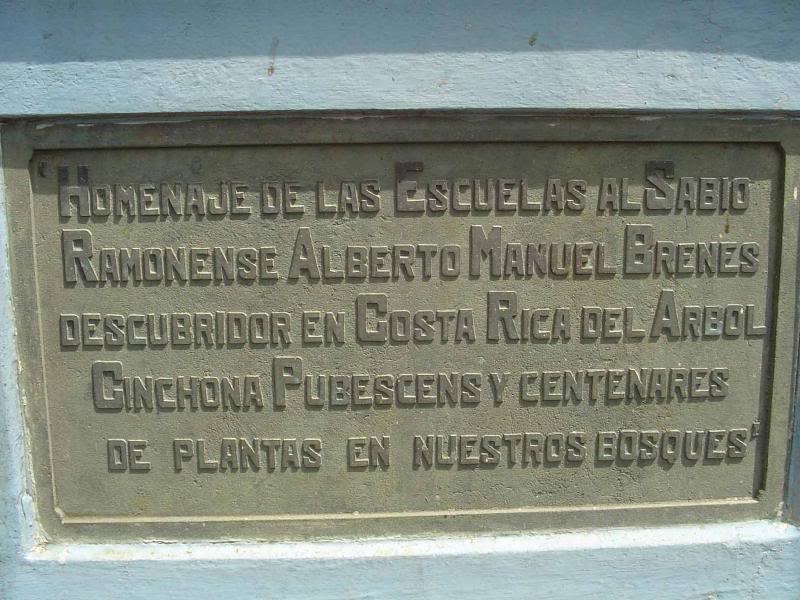 "HOMENAJE DE LAS ESCUELAS AL SABIO
RAMONENSE ALBERTO MANUEL BRENES
DESCUBRIDOR EN COSTA RICA DEL ARBOL
CINCHONA PUBESCENS Y CENTENARES
DE PLANTAS EN NUESTROS BOSQUES"